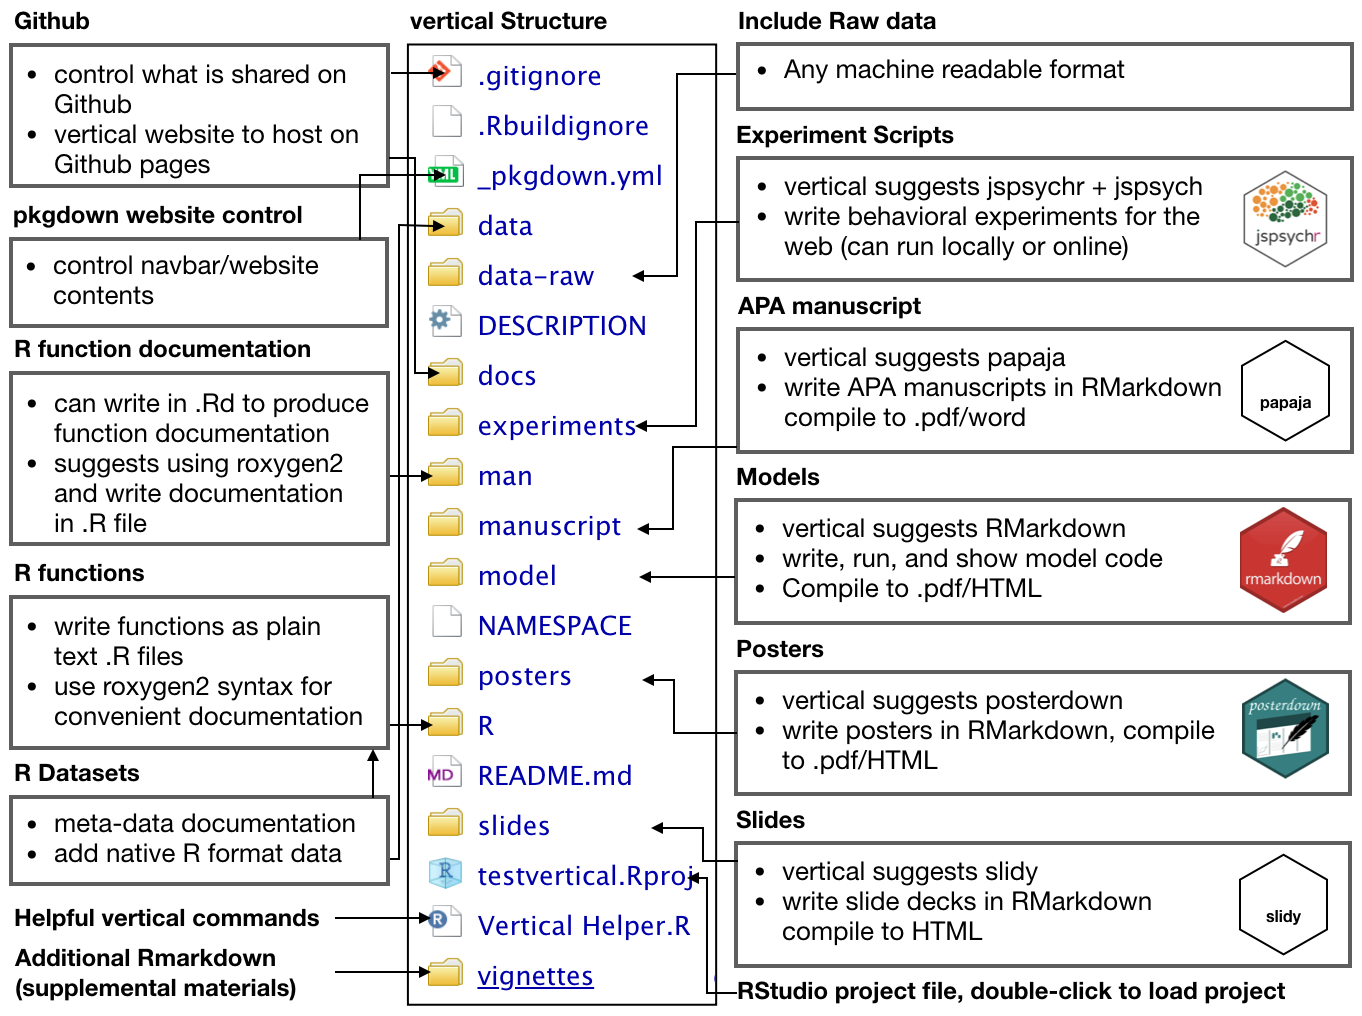 Github
• control what is shared on
Github
• vertical website to host on
Github pages
pkgdown website control
• control navbar/website
contents
R function documentation
• can write in .Rd to produce
function documentation
• suggests using roxygen2
and write documentation
in .R file
R functions
• write functions as plain
text .R files
• use roxygen2 syntax for
convenient documentation
R Datasets
• meta-data documentation
• add native R format data
Helpful vertical commands
Additional Rmarkdown
(supplemental materials)
vertical Structure
.gitignore
.Rbuildignore
YML
_pkgdown.yml
data
data-raw
DESCRIPTION
docs
experiments
man
manuscript
model
NAMESPACE
posters
R
MD
README.md
slides
R
testvertical.Rproj
R
Vertical Helper.R
vignettes
Include Raw data
• Any machine readable format
Experiment Scripts
• vertical suggests jspsychr + jspsych
• write behavioral experiments for the
web (can run locally or online)
jspsychr
APA manuscript
• vertical suggests papaja
• write APA manuscripts in RMarkdown
compile to .pdf/word
papaja
Models
• vertical suggests RMarkdown
• write, run, and show model code
• Compile to .pdf/HTML
rmarkdown
Posters
• vertical suggests posterdown
• write posters in RMarkdown, compile
to .pdf/HTML
posterdown
Slides
• vertical suggests slidy
• write slide decks in RMarkdown
compile to HTML
slidy
RStudio project file, double-click to load project